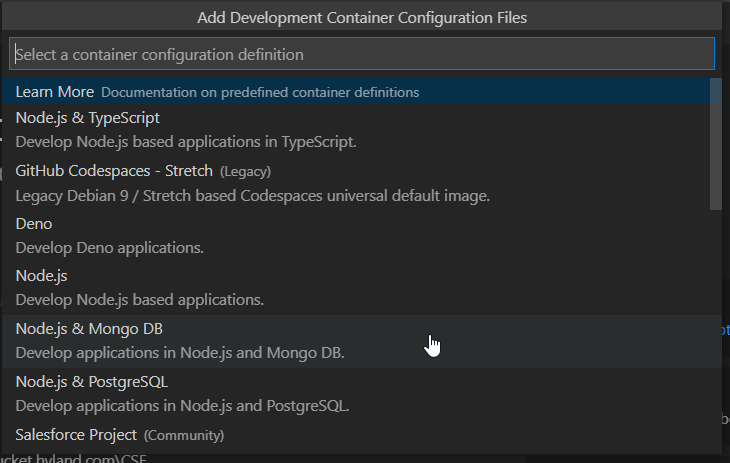 Add Development Container Configuration Files
Select a container configuration definition
Learn More Documentation on predefined container definitions
Node.js & TypeScript
Develop Node.js based applications in TypeScript.
GitHub Codespaces - Stretch (Legacy)
Legacy Debian 9 / Stretch based Codespaces universal default image.
Deno
Develop Deno applications.
Node.js
Develop Node.js based applications.
Node.js & Mongo DB
Develop applications in Node.js and Mongo DB.
Node.js & PostgreSQL
Develop applications in Node.js and PostgreSQL.
Salesforce Project (Community)